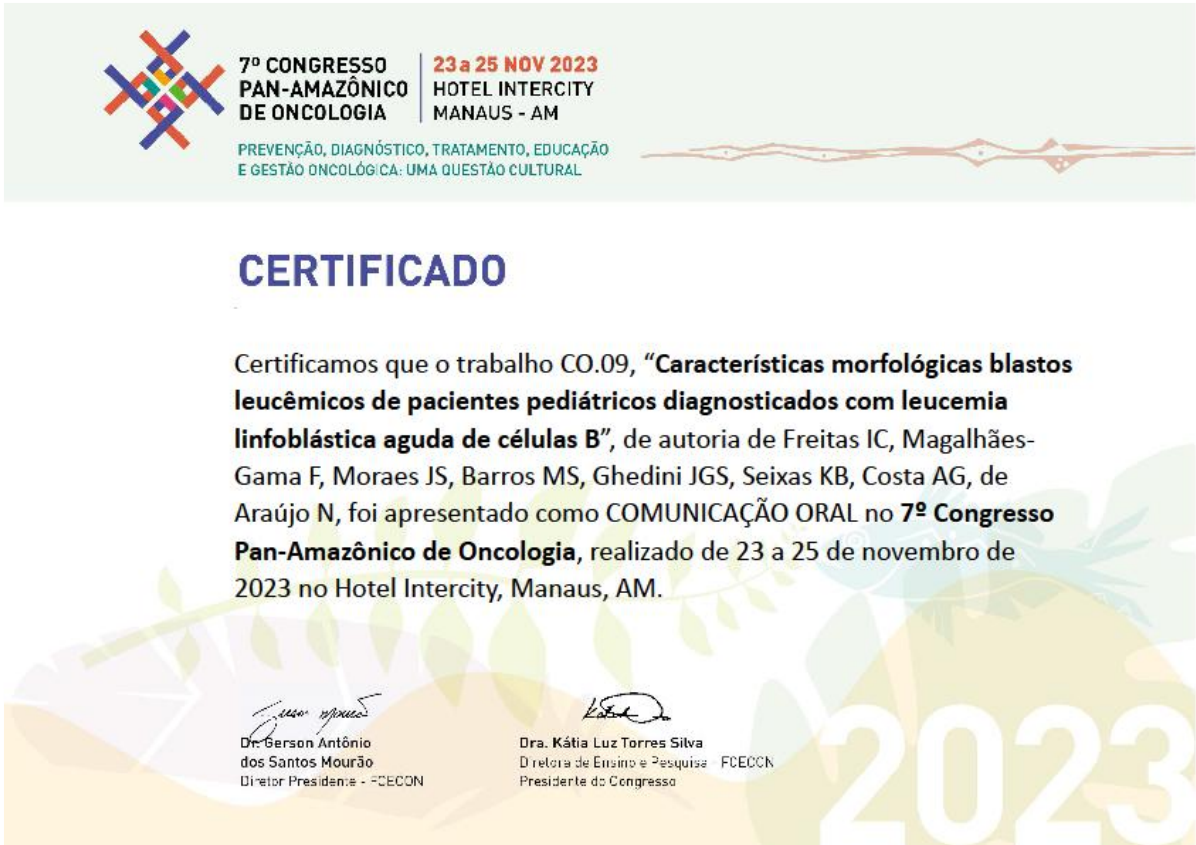 7º CONGRESSO
PAN-AMAZÔNICO
DE ONCOLOGIA
23 a 25 NOV 2023
HOTEL INTERCITY
MANAUS - AM
PREVENÇÃO, DIAGNÓSTICO, TRATAMENTO, EDUCAÇÃO
E GESTÃO ONCOLÓGICA: UMA QUESTÃO CULTURAL
CERTIFICADO
Certificamos que o trabalho CO.09, “Características morfológicas blastos
leucêmicos de pacientes pediátricos diagnosticados com leucemia
linfoblástica aguda de células B”, de autoria de Freitas IC, Magalhães-
Gama F, Moraes JS, Barros MS, Ghedini JGS, Seixas KB, Costa AG, de
Araújo N, foi apresentado como COMUNICAÇÃO ORAL no 7º Congresso
Pan-Amazônico de Oncologia, realizado de 23 a 25 de novembro de
2023 no Hotel Intercity, Manaus, AM.
Dr. Gerson Antônio
dos Santos Mourão
Diretor Presidente - FCECON
Dra. Kátia Luz Torres Silva
Diretora de Ensino e Pesquisa - FCECON
Presidente do Congresso
2023